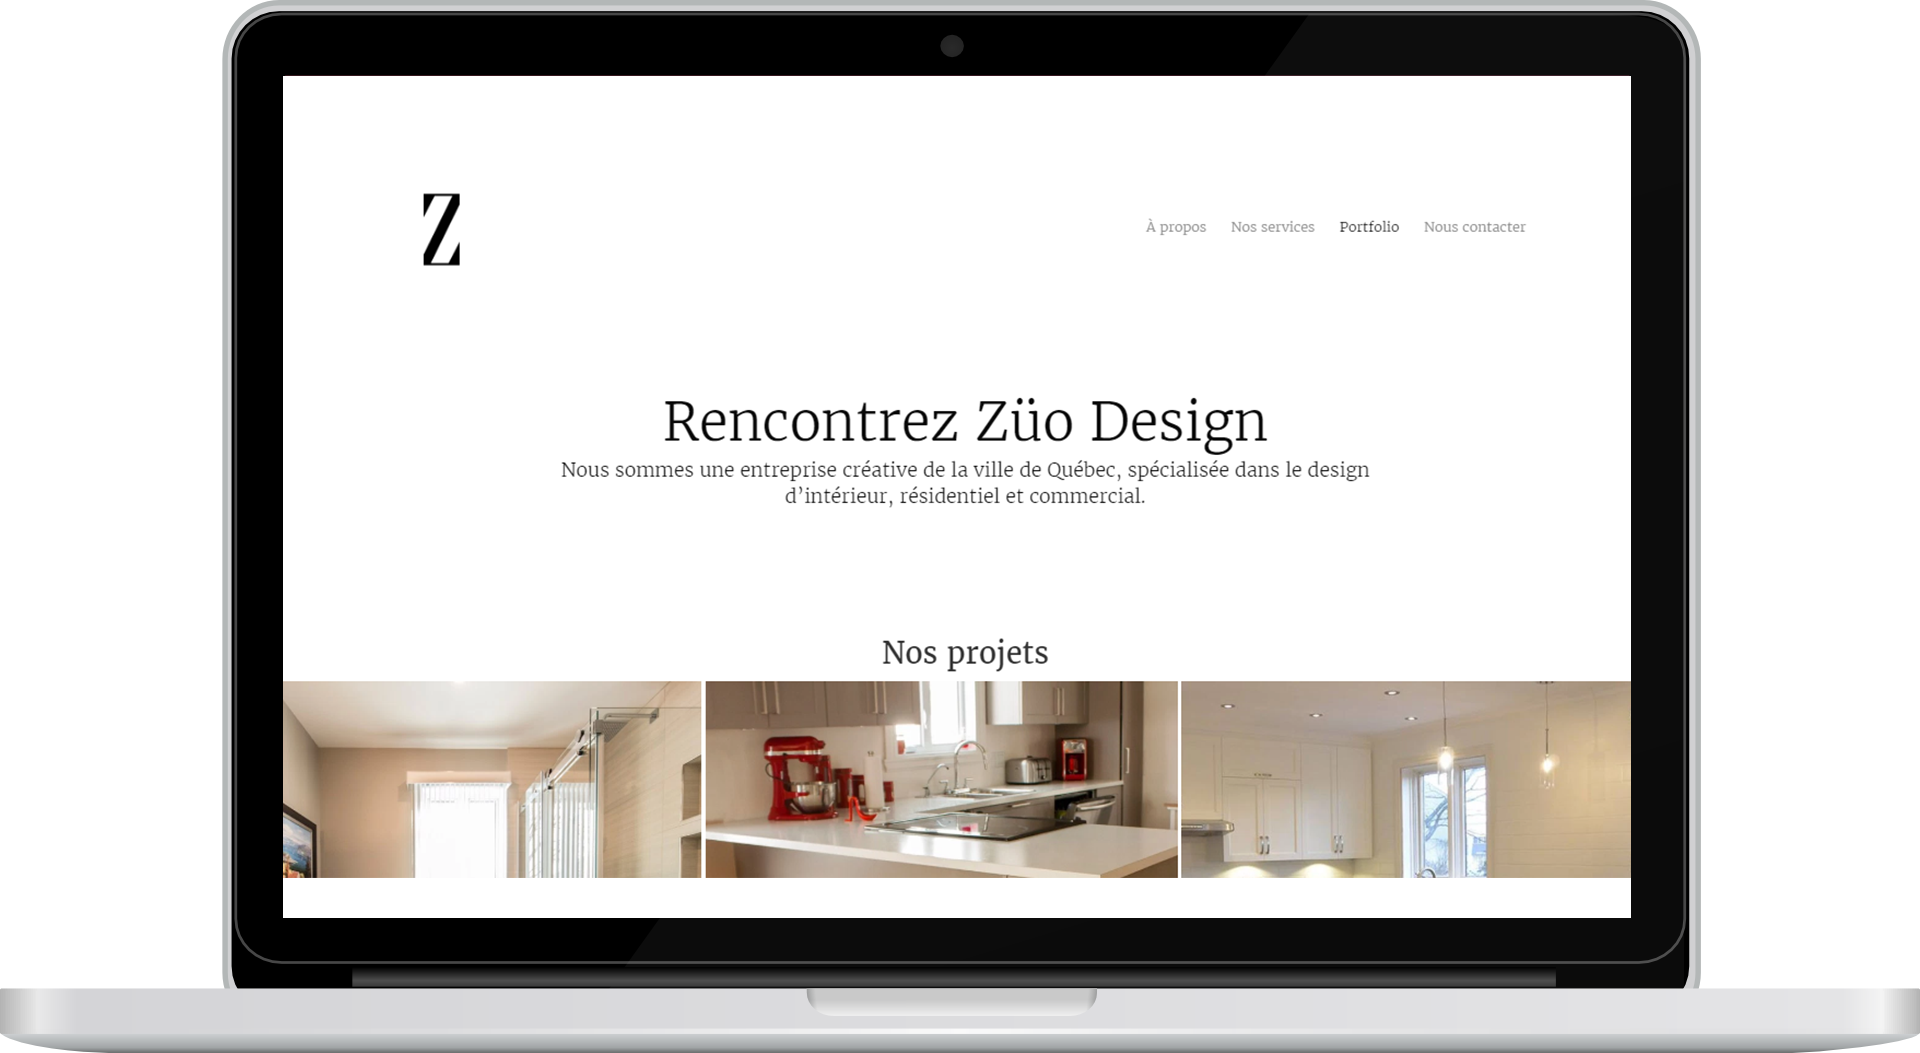 Z
À propos Nos services Portfolio Nous contacter
Rencontrez Züo Design
Nous sommes une entreprise créative de la ville de Québec, spécialisée dans le design
d’intérieur, résidentiel et commercial.
Nos projets